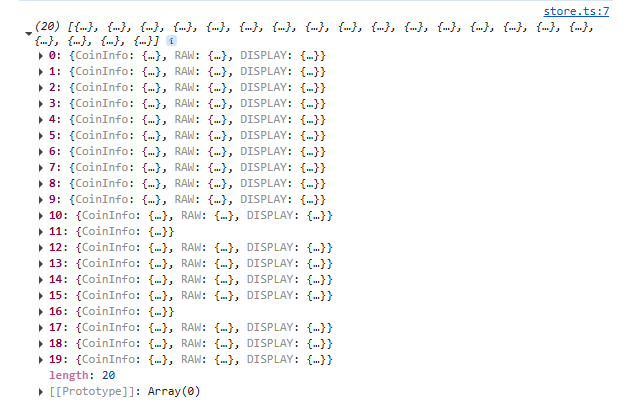 store.ts:7
(20) [{…}, {…}, {…}, {…}, {…}, {…}, {…}, {…}, {…}, {…}, {…}, {…}, {…}, {…}, {…}, {…},
{…}, {…}, {…}, {…}] i
0: {CoinInfo: {…}, RAW: {…}, DISPLAY: {…}}
1: {CoinInfo: {…}, RAW: {…}, DISPLAY: {…}}
2: {CoinInfo: {…}, RAW: {…}, DISPLAY: {…}}
3: {CoinInfo: {…}, RAW: {…}, DISPLAY: {…}}
4: {CoinInfo: {…}, RAW: {…}, DISPLAY: {…}}
5: {CoinInfo: {…}, RAW: {…}, DISPLAY: {…}}
6: {CoinInfo: {…}, RAW: {…}, DISPLAY: {…}}
7: {CoinInfo: {…}, RAW: {…}, DISPLAY: {…}}
8: {CoinInfo: {…}, RAW: {…}, DISPLAY: {…}}
9: {CoinInfo: {…}, RAW: {…}, DISPLAY: {…}}
10: {CoinInfo: {…}, RAW: {…}, DISPLAY: {…}}
11: {CoinInfo: {…}}
12: {CoinInfo: {…}, RAW: {…}, DISPLAY: {…}}
13: {CoinInfo: {…}, RAW: {…}, DISPLAY: {…}}
14: {CoinInfo: {…}, RAW: {…}, DISPLAY: {…}}
15: {CoinInfo: {…}, RAW: {…}, DISPLAY: {…}}
16: {CoinInfo: {…}}
17: {CoinInfo: {…}, RAW: {…}, DISPLAY: {…}}
18: {CoinInfo: {…}, RAW: {…}, DISPLAY: {…}}
19: {CoinInfo: {…}, RAW: {…}, DISPLAY: {…}}
length: 20
[[Prototype]]: Array(0)